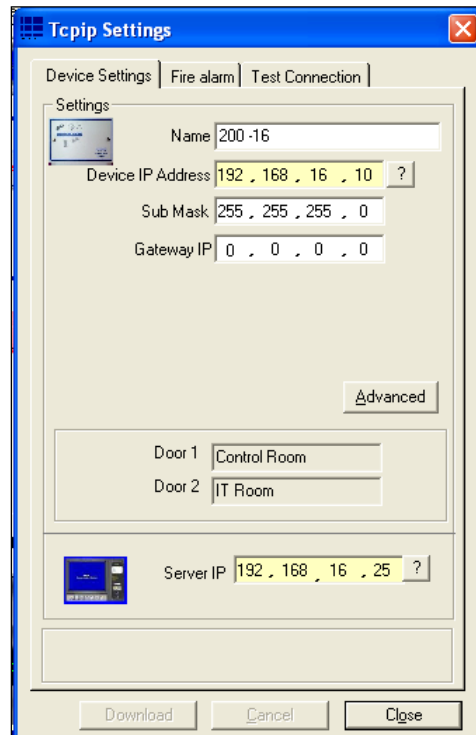 Tcpip Settings
Device Settings Fire alarm Test Connection
Settings
Name 200 -16
Device IP Address 192 . 168 . 16 . 10 ?
Sub Mask 255 . 255 . 255 . 0
Gateway IP 0 . 0 . 0 . 0
Advanced
Door 1 Control Room
Door 2 IT Room
Server IP 192 . 168 . 16 . 25 ?
Download Cancel Close